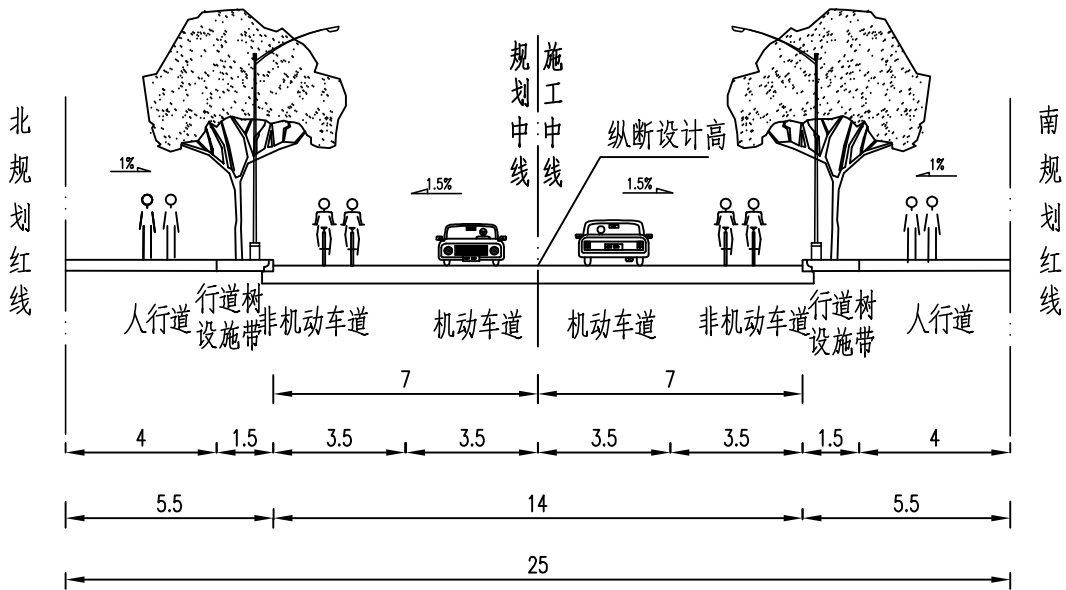 规划中线
施工中线
北规划红线
南规划红线
纵断设计高
1%
1.5%
1.5%
1%
人行道
行道树
设施带
非机动车道
机动车道
机动车道
非机动车道
行道树
设施带
人行道
7
7
4
1.5
3.5
3.5
3.5
3.5
1.5
4
5.5
14
5.5
25